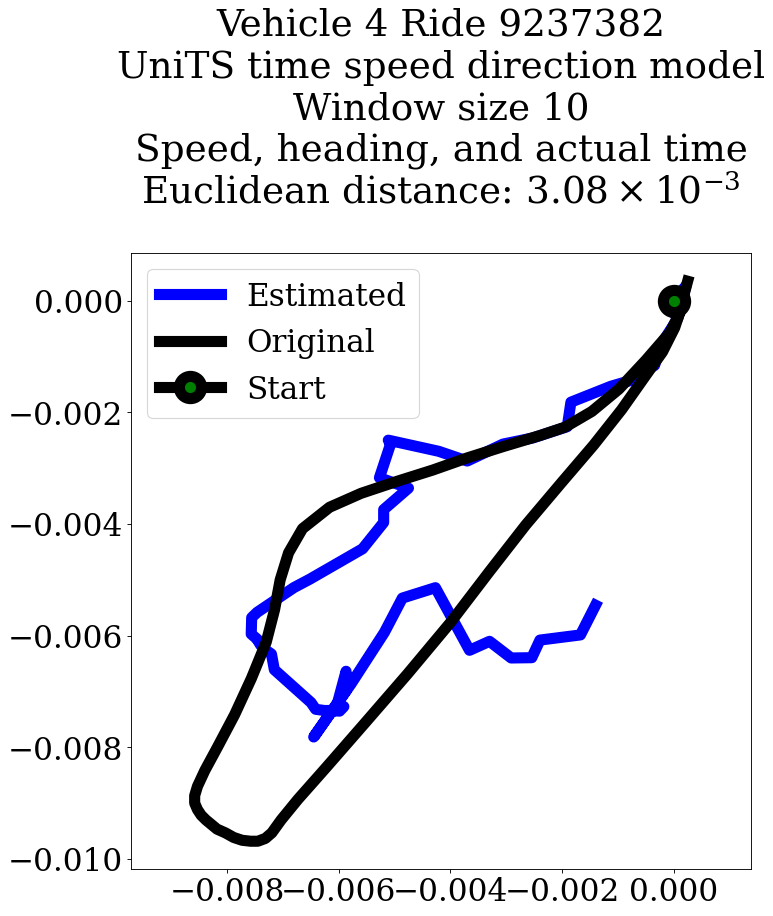 Vehicle 4 Ride 9237382
UniTS time speed direction model
Window size 10
Speed, heading, and actual time
Euclidean distance: 3.08 × 10⁻³
Estimated
Original
Start
0.000
−0.002
−0.004
−0.006
−0.008
−0.010
−0.008 −0.006 −0.004 −0.002 0.000